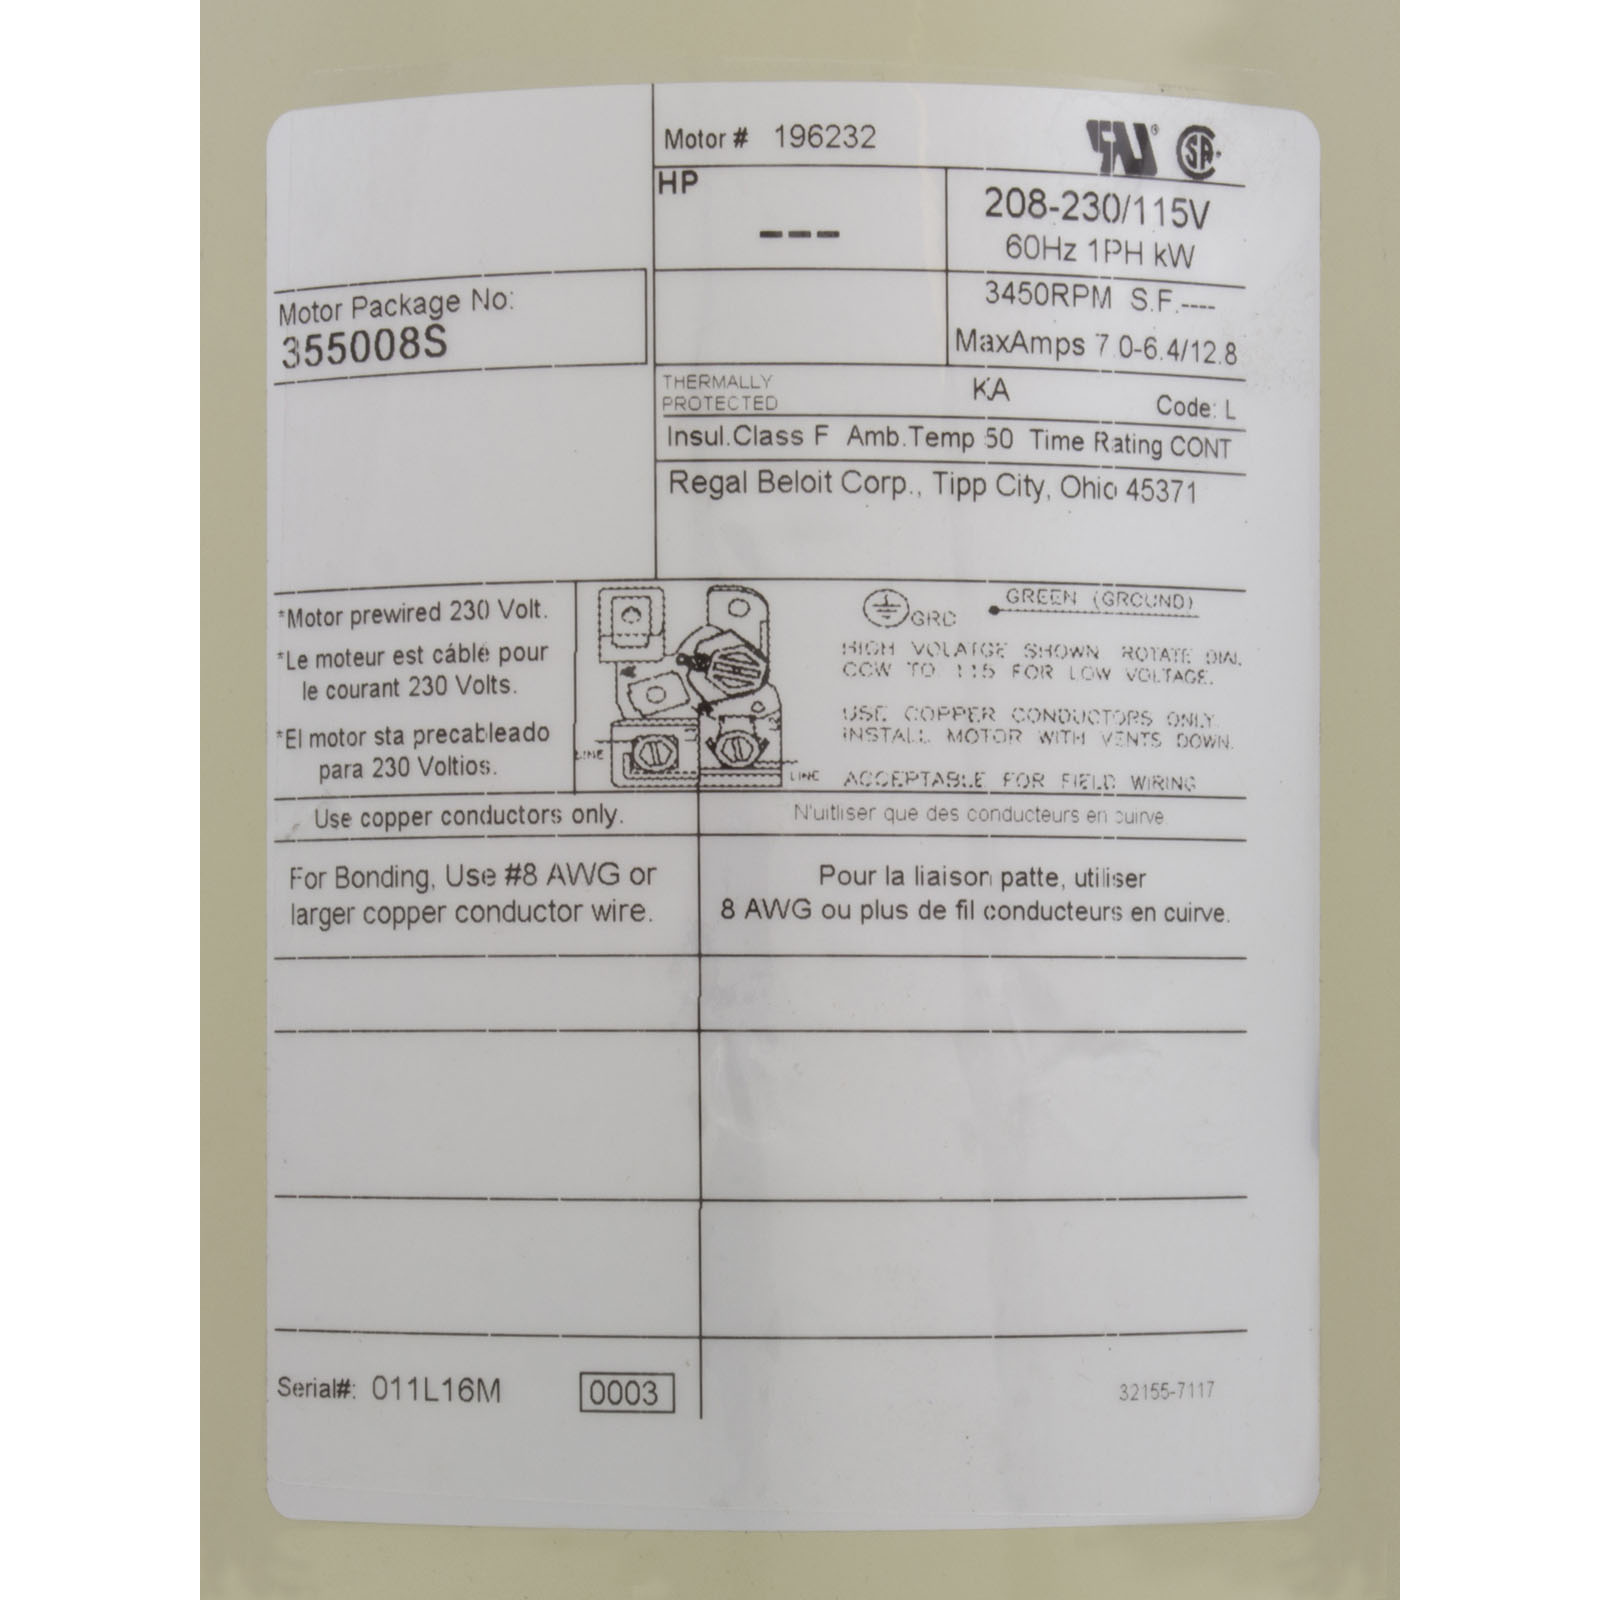 Motor # 196232
HP
---
208-230/115V
60Hz 1PH kW
Motor Package No:
355008S
3450RPM S.F.----
MaxAmps 7.0-6.4/12.8
THERMALLY
PROTECTED
KA
Code: L
Insul.Class F Amb.Temp 50 Time Rating CONT
Regal Beloit Corp., Tipp City, Ohio 45371
*Motor prewired 230 Volt.
*Le moteur est câblé pour
le courant 230 Volts.
*El motor sta precableado
para 230 Voltios.
LINE
LINE
GRD
GREEN (GROUND)
HIGH VOLATGE SHOWN ROTATE DIAL
CCW TO 115 FOR LOW VOLTAGE.
USE COPPER CONDUCTORS ONLY.
INSTALL MOTOR WITH VENTS DOWN.
ACCEPTABLE FOR FIELD WIRING
Use copper conductors only.
N'uitliser que des conducteurs en cuirve.
For Bonding, Use #8 AWG or
larger copper conductor wire.
Pour la liaison patte, utiliser
8 AWG ou plus de fil conducteurs en cuirve.
Serial#: 011L16M
0003
32155-7117